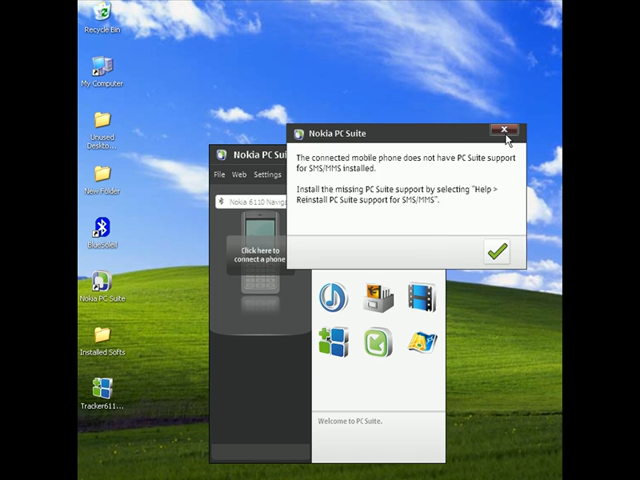 Recycle Bin
My Computer
Unused
Deskto...
New Folder
BlueSoleil
Nokia PC Suite
Installed Softs
Tracker611...
Nokia PC Suite
The connected mobile phone does not have PC Suite support
for SMS/MMS installed.
Install the missing PC Suite support by selecting "Help >
Reinstall PC Suite support for SMS/MMS".
Nokia PC Sui
File Web Settings
Nokia 6110 Naviga
Click here to
connect a phone
Welcome to PC Suite.